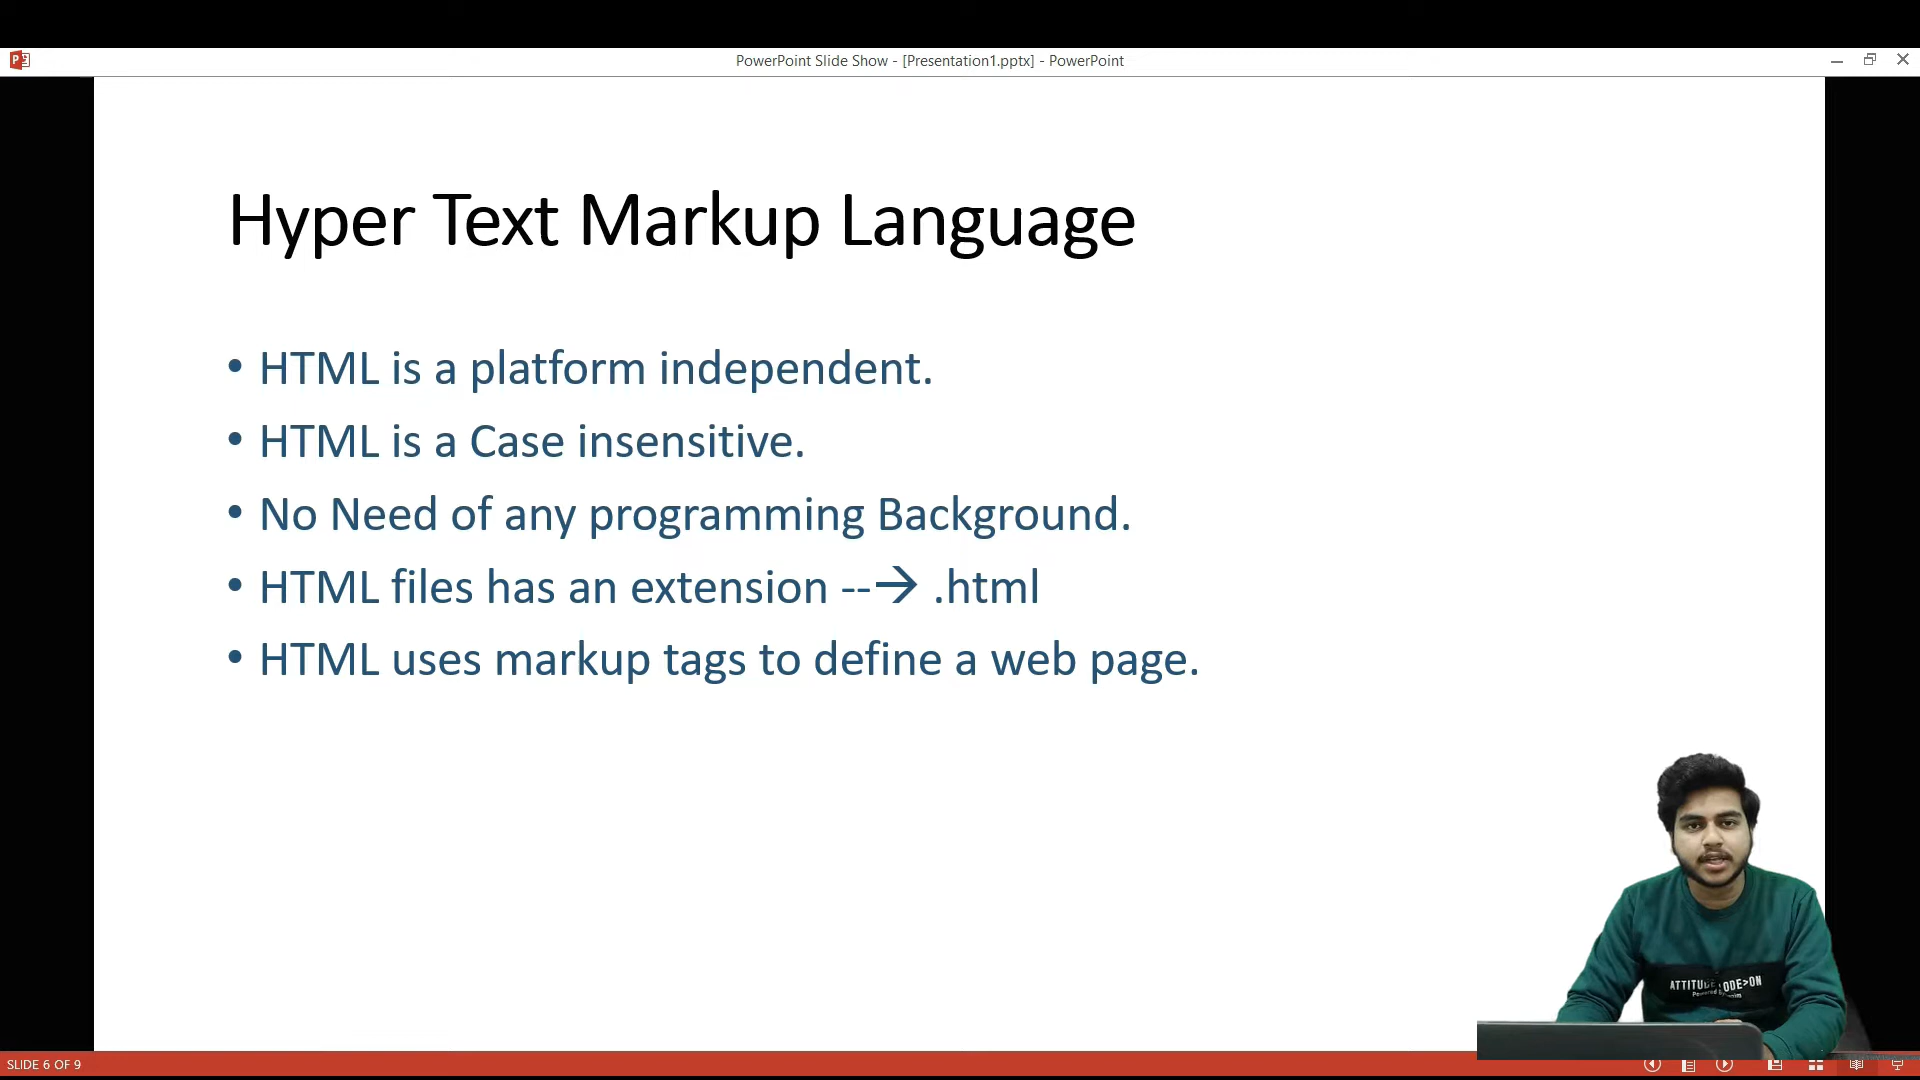 PowerPoint Slide Show - [Presentation1.pptx] - PowerPoint
Hyper Text Markup Language
• HTML is a platform independent.
• HTML is a Case insensitive.
• No Need of any programming Background.
• HTML files has an extension --→ .html
• HTML uses markup tags to define a web page.
ATTITUDE
SLIDE 6 OF 9